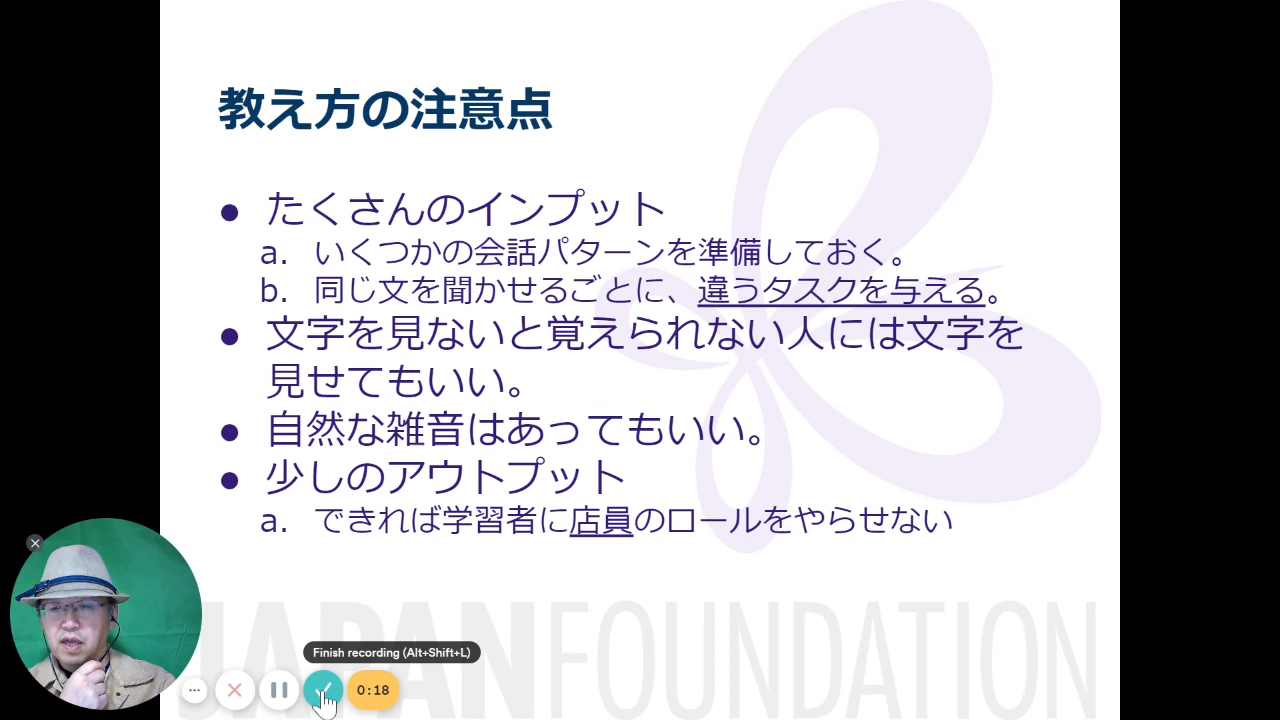 教え方の注意点
● たくさんのインプット
a. いくつかの会話パターンを準備しておく。
b. 同じ文を聞かせるごとに、違うタスクを与える。
● 文字を見ないと覚えられない人には文字を
見せてもいい。
● 自然な雑音はあってもいい。
● 少しのアウトプット
a. できれば学習者に店員のロールをやらせない
JAPANFOUNDATION
Finish recording (Alt+Shift+L)
0:18